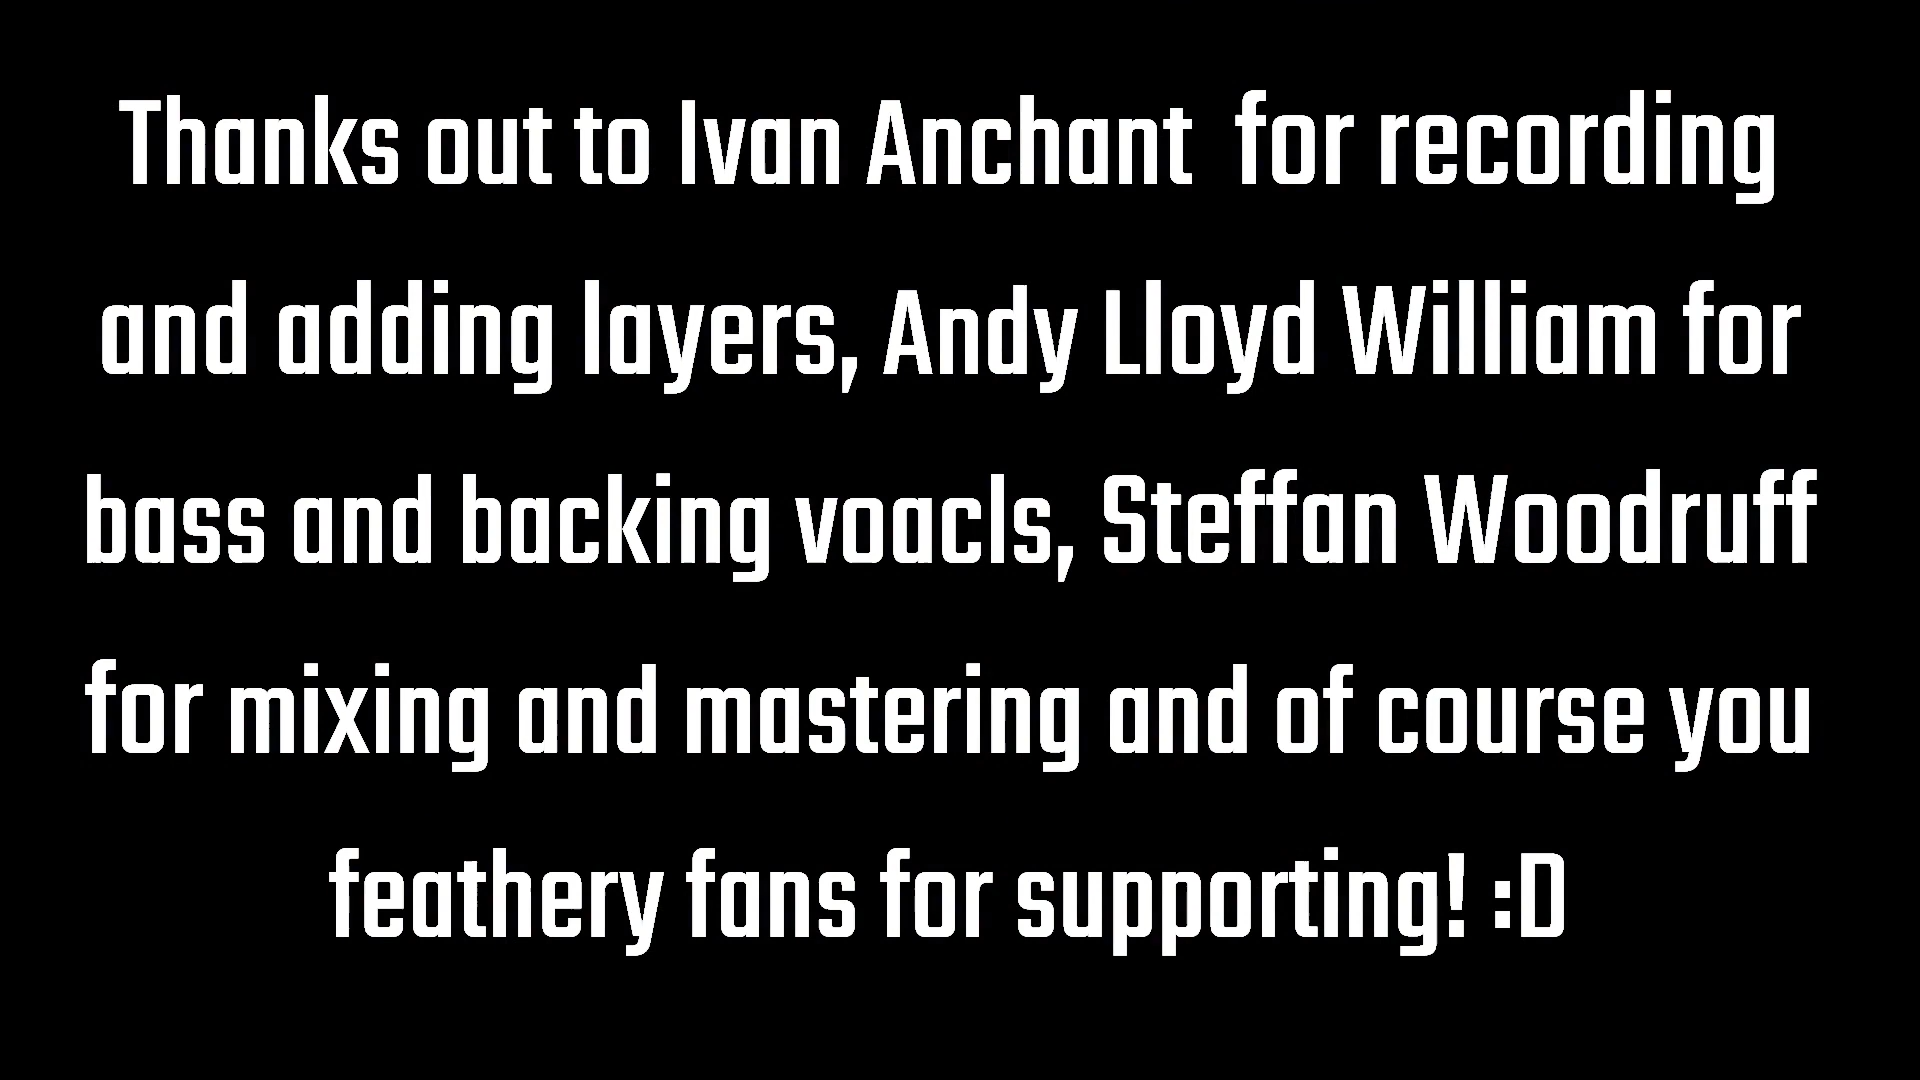 Thanks out to Ivan Anchant  for recording
and adding layers, Andy Lloyd William for
bass and backing voacls, Steffan Woodruff
for mixing and mastering and of course you
feathery fans for supporting! :D